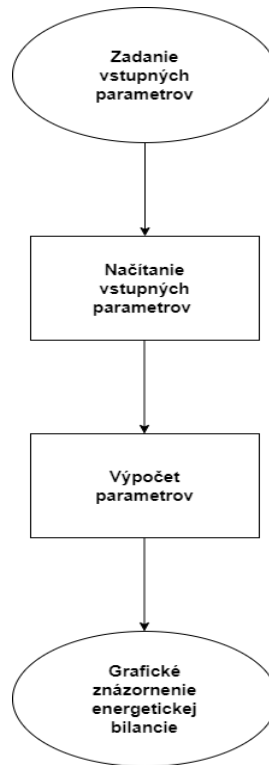 Zadanie
vstupných
parametrov
Načítanie
vstupných
parametrov
Výpočet
parametrov
Grafické
znázornenie
energetickej
bilancie